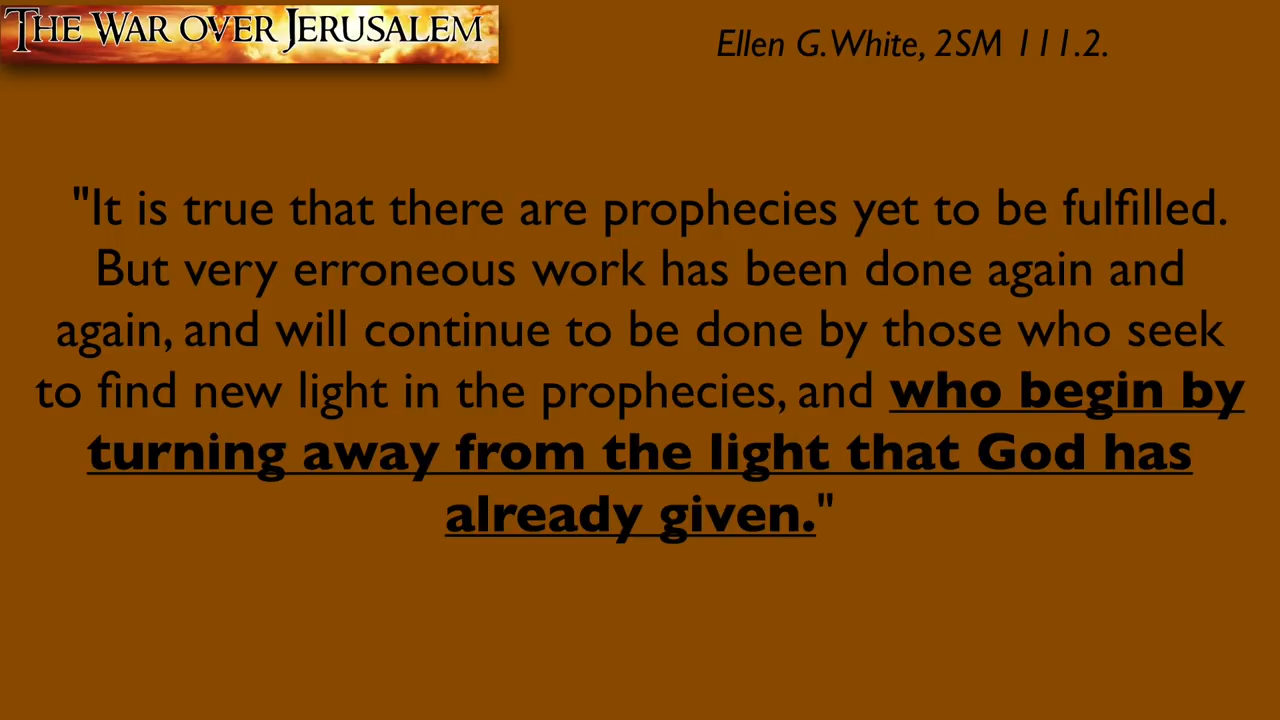 THE WAR OVER JERUSALEM
Ellen G. White, 2SM 111.2.
"It is true that there are prophecies yet to be fulfilled.
But very erroneous work has been done again and
again, and will continue to be done by those who seek
to find new light in the prophecies, and who begin by
turning away from the light that God has
already given."